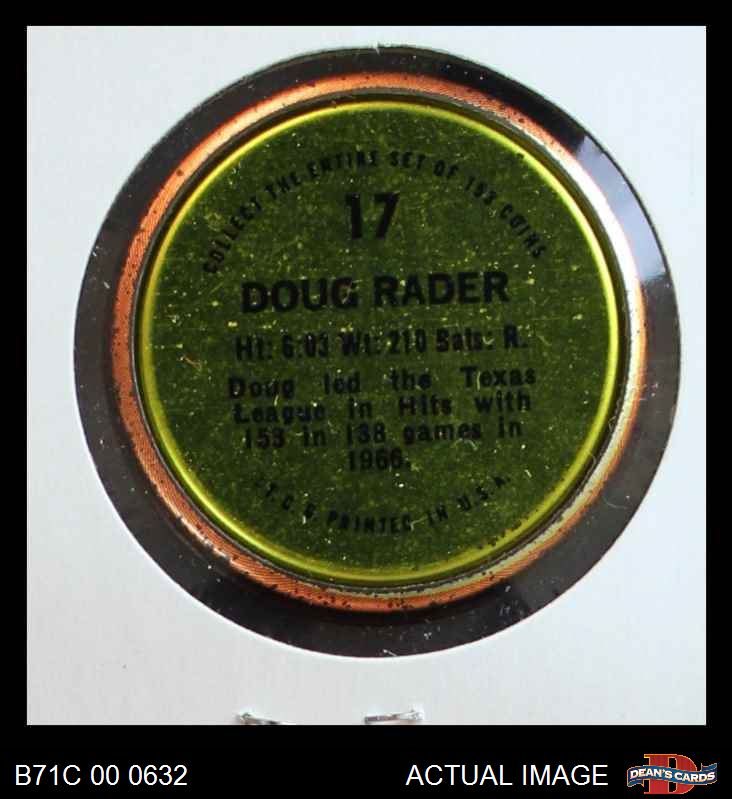 COLLECT THE ENTIRE SET OF 153 COINS
17
DOUG RADER
Ht: 6:03 Wt: 210 Bats: R.
Doug led the Texas
League in Hits with
153 in 138 games in
1966.
T.C.G. PRINTED IN U.S.A.
B71C 00 0632
ACTUAL IMAGE
D
DEAN'S CARDS